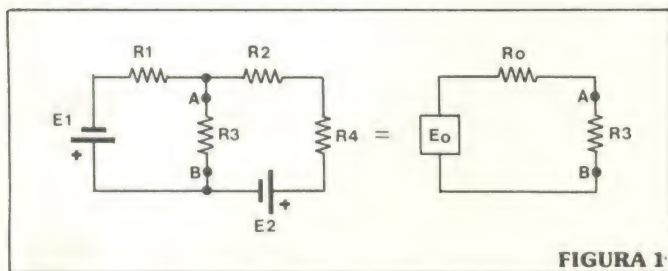 R1
R2
A
E1
+
R3
R4
B
E2
+
=
Ro
A
Eo
R3
B
FIGURA 1